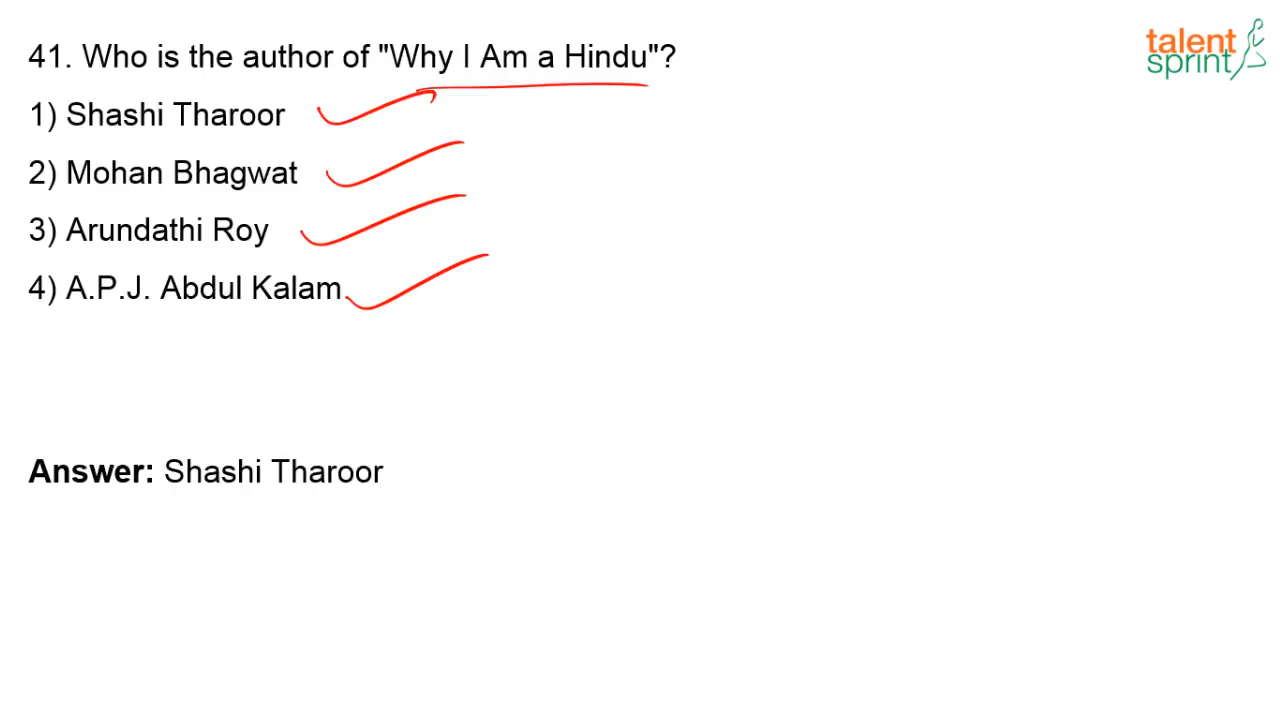 41. Who is the author of "Why I Am a Hindu"?
talent
sprint
1) Shashi Tharoor
2) Mohan Bhagwat
3) Arundathi Roy
4) A.P.J. Abdul Kalam
Answer: Shashi Tharoor